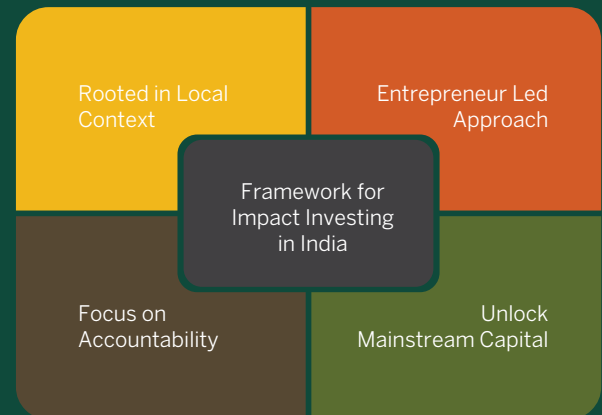 Rooted in Local
Context
Entrepreneur Led
Approach
Framework for
Impact Investing
in India
Focus on
Accountability
Unlock
Mainstream Capital